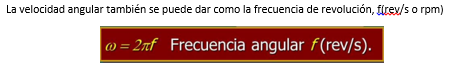 La velocidad angular también se puede dar como la frecuencia de revolución, f(rev/s o rpm)
ω = 2πf Frecuencia angular f (rev/s).